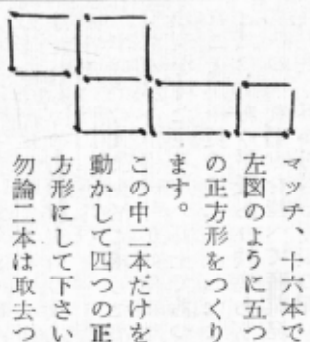 マッチ、十六本で
左図のように五つ
の正方形をつくり
ます。
この中二本だけを
動かして四つの正
方形にして下さい
勿論二本は取去つ